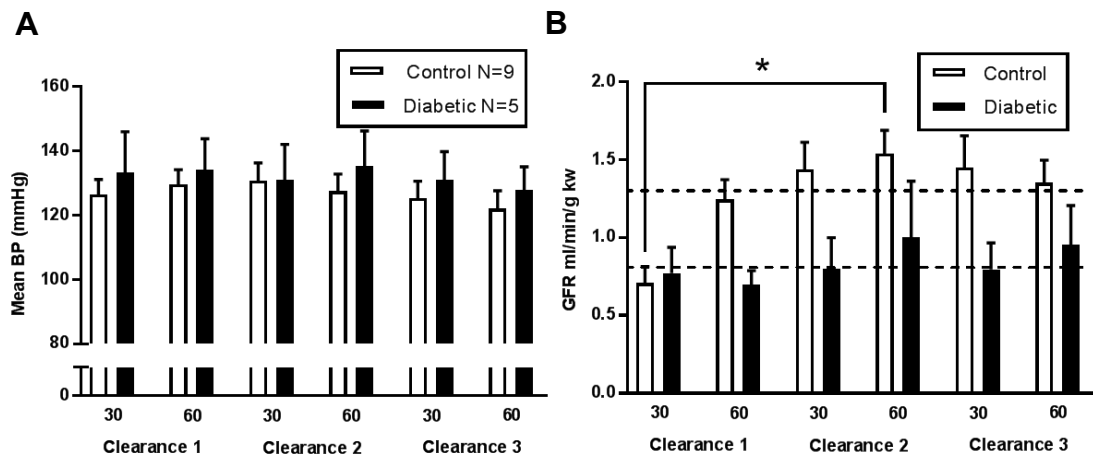 A
Control N=9
Diabetic N=5
Mean BP (mmHg)
160
140
120
100
80
0
30 60 30 60 30 60
Clearance 1 Clearance 2 Clearance 3
B
*
Control
Diabetic
GFR ml/min/g kw
2.0
1.5
1.0
0.5
0.0
30 60 30 60 30 60
Clearance 1 Clearance 2 Clearance 3